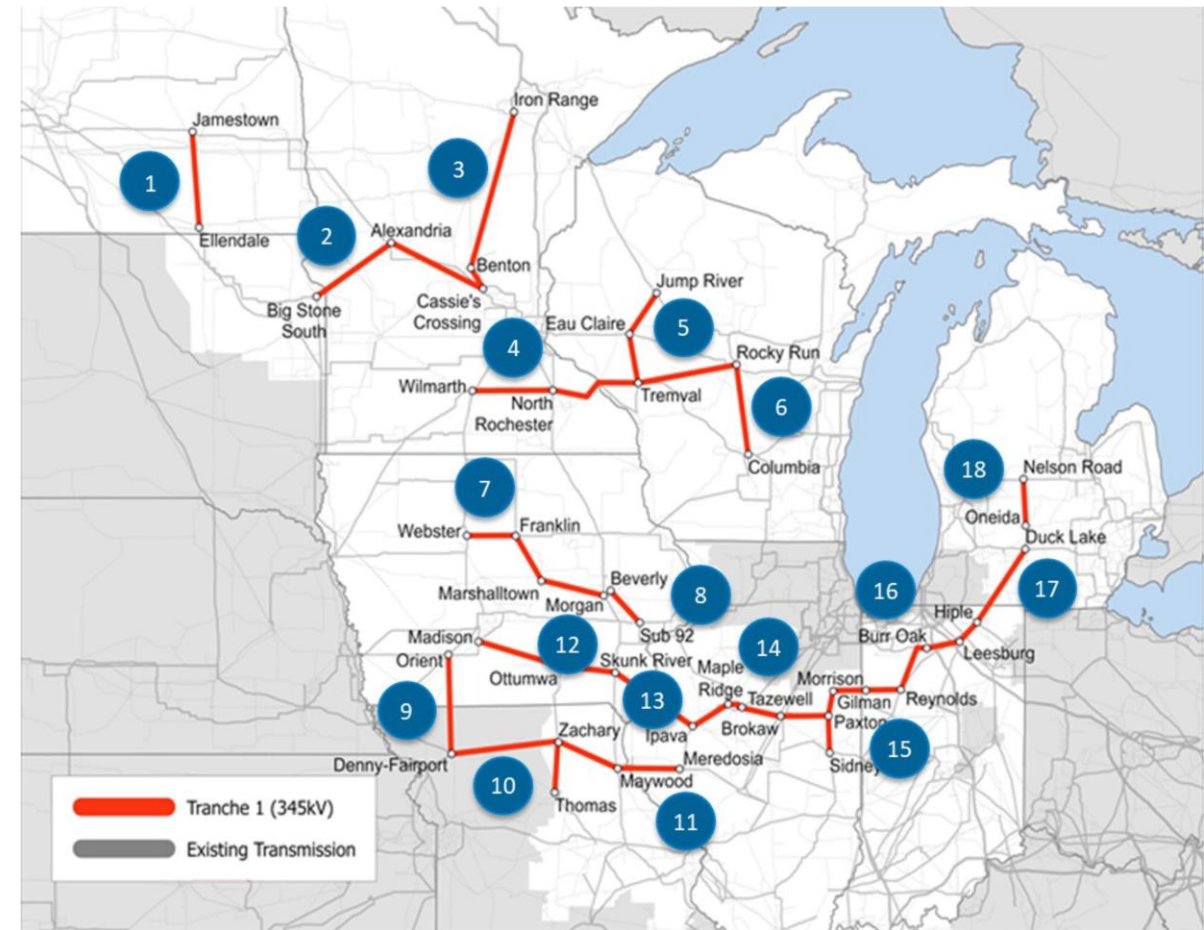 Iron Range
Jamestown
3
1
2
Alexandria
Ellendale
Benton
Jump River
Big Stone
South
Cassie's
Crossing
Eau Claire
5
4
Rocky Run
Wilmarth
North
Rochester
Tremval
6
Columbia
18
Nelson Road
7
Webster
Franklin
Oneida
Duck Lake
Marshalltown
Beverly
Morgan
8
16
17
Hiple
Sub 92
Burr Oak
Leesburg
Madison
12
14
Orient
Skunk River
Ottumwa
Maple
Ridge
Tazewell
Morrison
Gilman
Reynolds
13
9
Zachary
Ipava
Brokaw
Paxton
15
Denny-Fairport
Meredosia
Sidney
10
Maywood
Thomas
11
Tranche 1 (345kV)
Existing Transmission